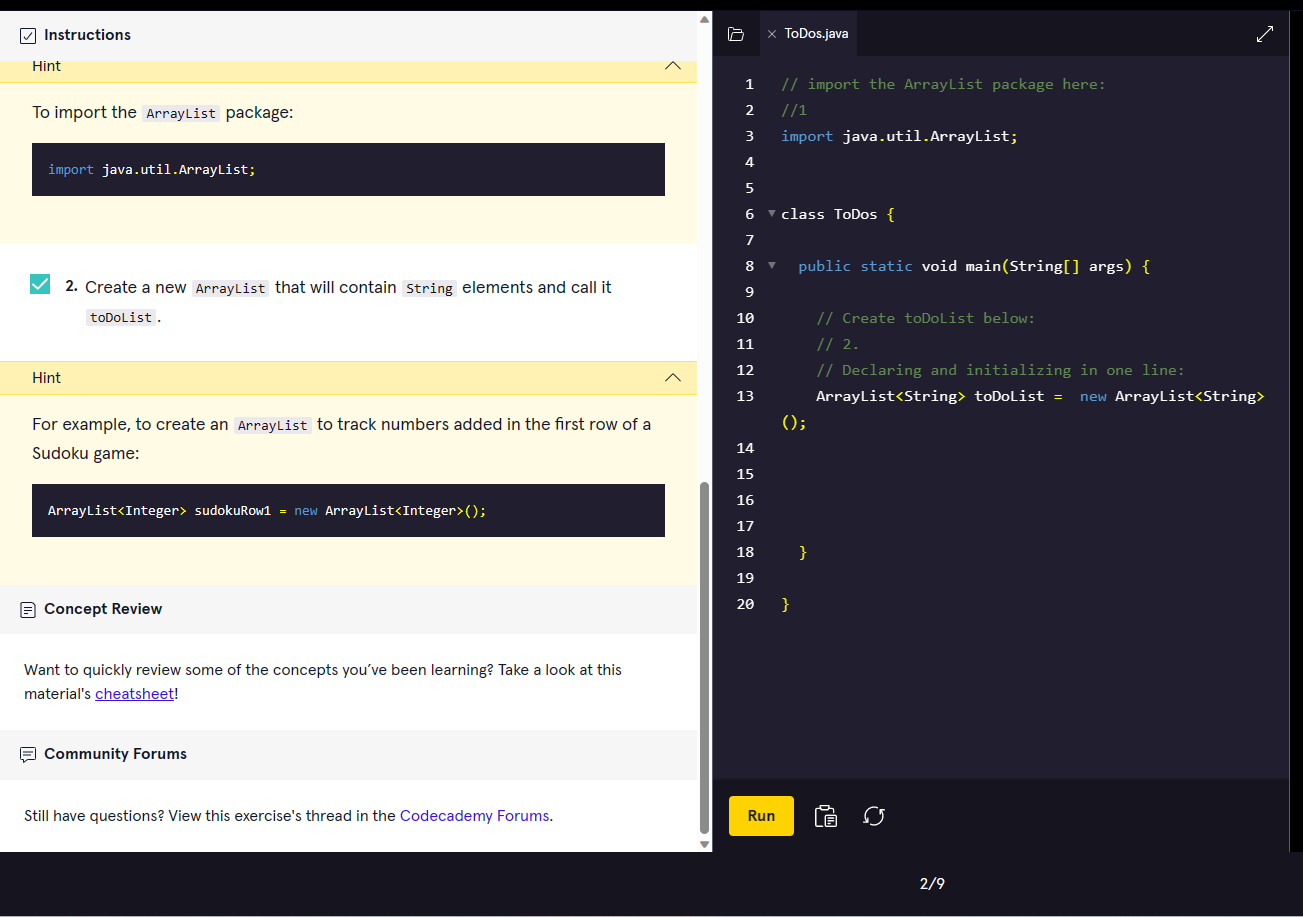 Instructions
Hint
To import the ArrayList package:
import java.util.ArrayList;
2. Create a new ArrayList that will contain String elements and call it
toDoList.
Hint
For example, to create an ArrayList to track numbers added in the first row of a
Sudoku game:
ArrayList<Integer> sudokuRow1 = new ArrayList<Integer>();
Concept Review
Want to quickly review some of the concepts you’ve been learning? Take a look at this
material's cheatsheet!
Community Forums
Still have questions? View this exercise's thread in the Codecademy Forums.
ToDos.java
1 // import the ArrayList package here:
2 //1
3 import java.util.ArrayList;
4
5
6 class ToDos {
7
8 public static void main(String[] args) {
9
10 // Create toDoList below:
11 // 2.
12 // Declaring and initializing in one line:
13 ArrayList<String> toDoList =  new ArrayList<String>
();
14
15
16
17
18 }
19
20 }
Run
2/9